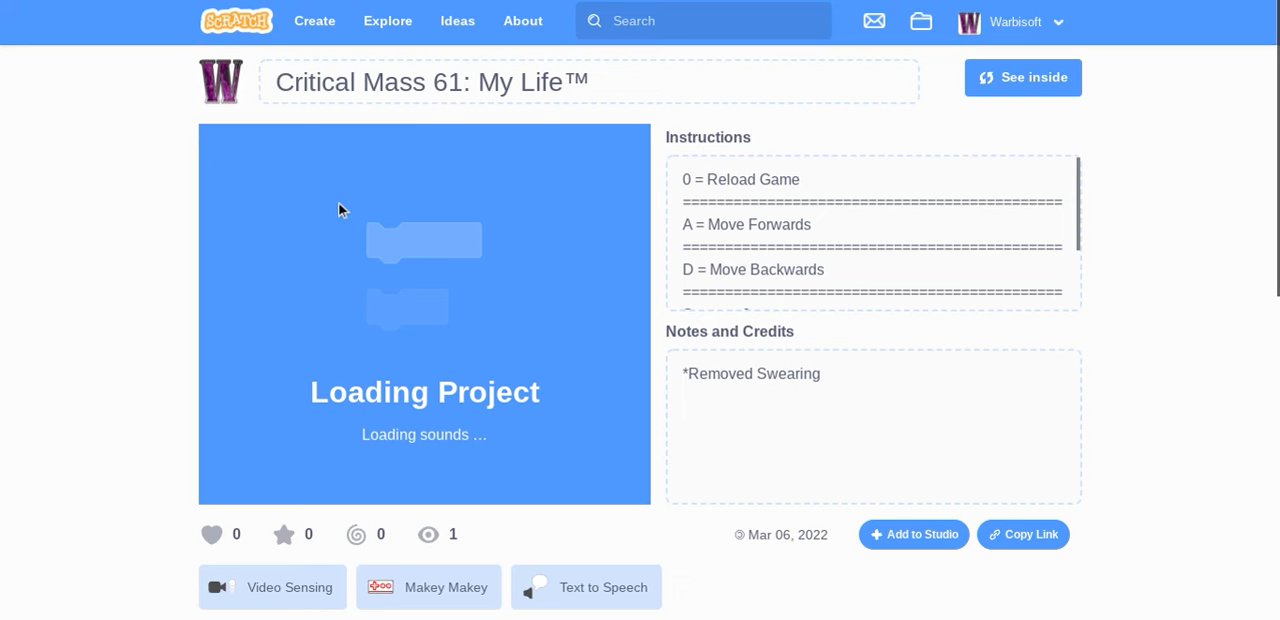 SCRATCH Create Explore Ideas About Search Warbisoft
W Critical Mass 61: My Life™ See inside
Instructions
0 = Reload Game
=============================================
A = Move Forwards
=============================================
D = Move Backwards
=============================================
Notes and Credits
*Removed Swearing
Loading Project
Loading sounds …
0 0 0 1 Mar 06, 2022 Add to Studio Copy Link
Video Sensing Makey Makey Text to Speech